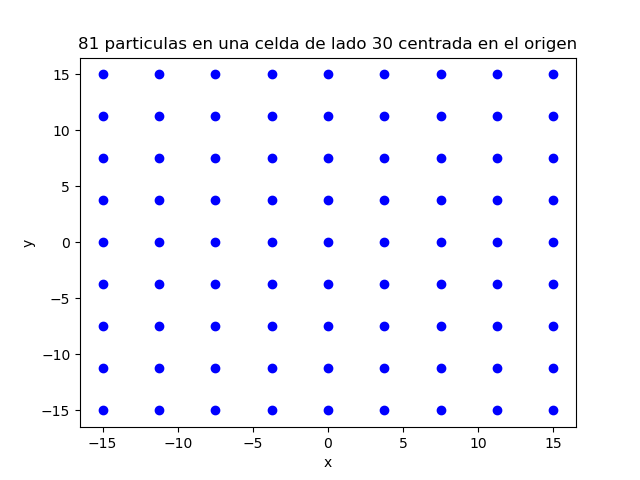 81 particulas en una celda de lado 30 centrada en el origen
15
10
5
0
−5
−10
−15
y
−15 −10 −5 0 5 10 15
x